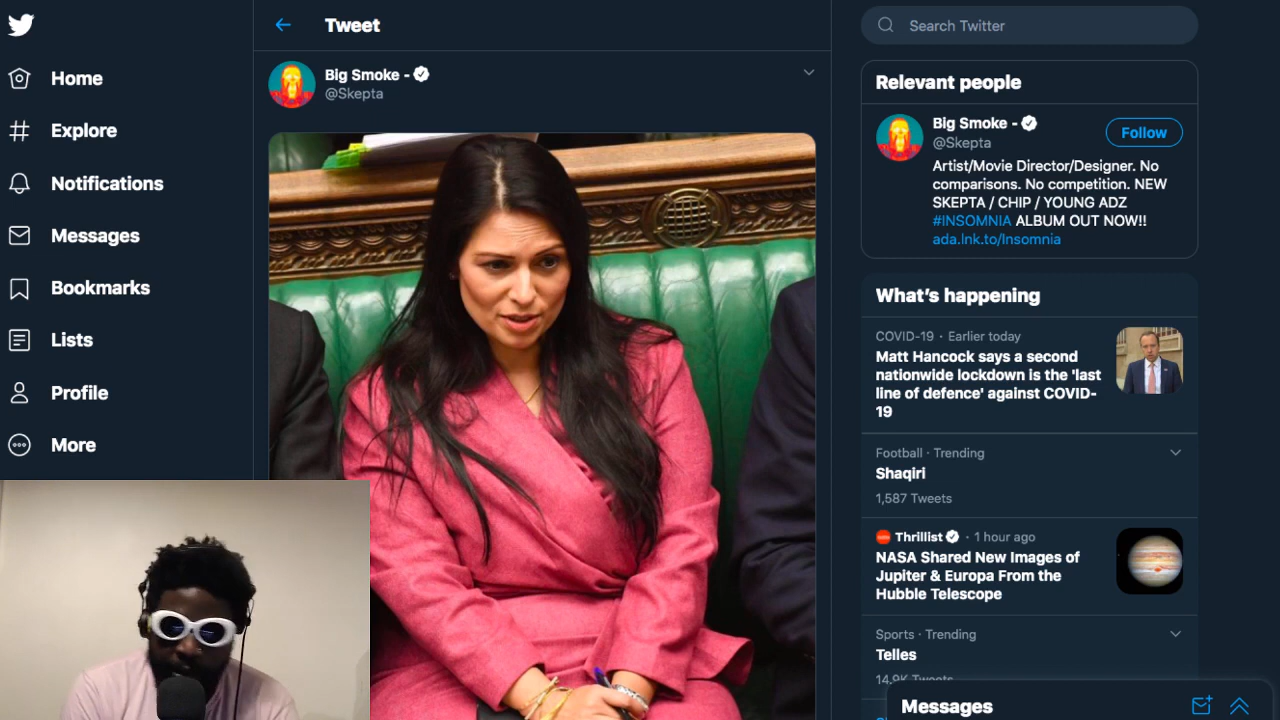 Home
Explore
Notifications
Messages
Bookmarks
Lists
Profile
More
Tweet
Big Smoke -
@Skepta
Search Twitter
Relevant people
Big Smoke -
@Skepta
Follow
Artist/Movie Director/Designer. No
comparisons. No competition. NEW
SKEPTA / CHIP / YOUNG ADZ
#INSOMNIA ALBUM OUT NOW!!
ada.lnk.to/Insomnia
What's happening
COVID-19 · Earlier today
Matt Hancock says a second
nationwide lockdown is the 'last
line of defence' against COVID-
19
Football · Trending
Shaqiri
1,587 Tweets
Thrillist · 1 hour ago
NASA Shared New Images of
Jupiter & Europa From the
Hubble Telescope
Sports · Trending
Telles
14.9K Tweets
Messages